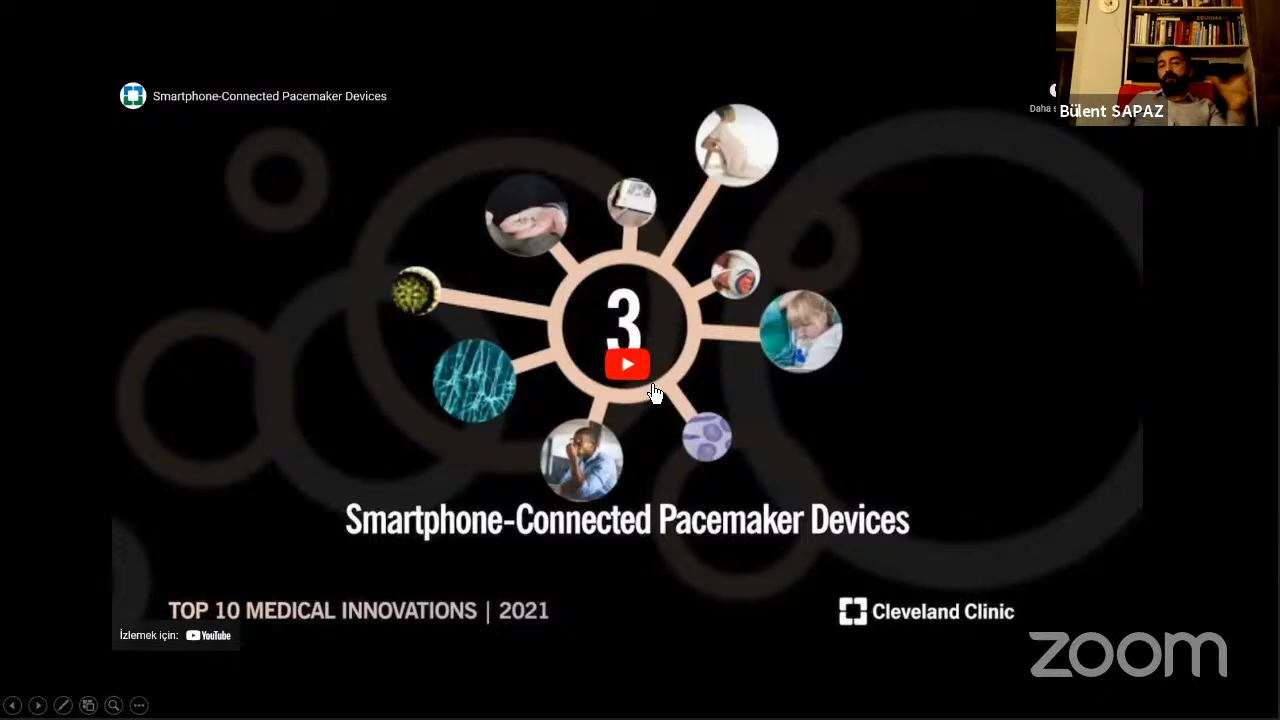 Smartphone-Connected Pacemaker Devices
Daha s
Bülent SAPAZ
3
Smartphone-Connected Pacemaker Devices
TOP 10 MEDICAL INNOVATIONS | 2021
Cleveland Clinic
İzlemek için: YouTube
zoom